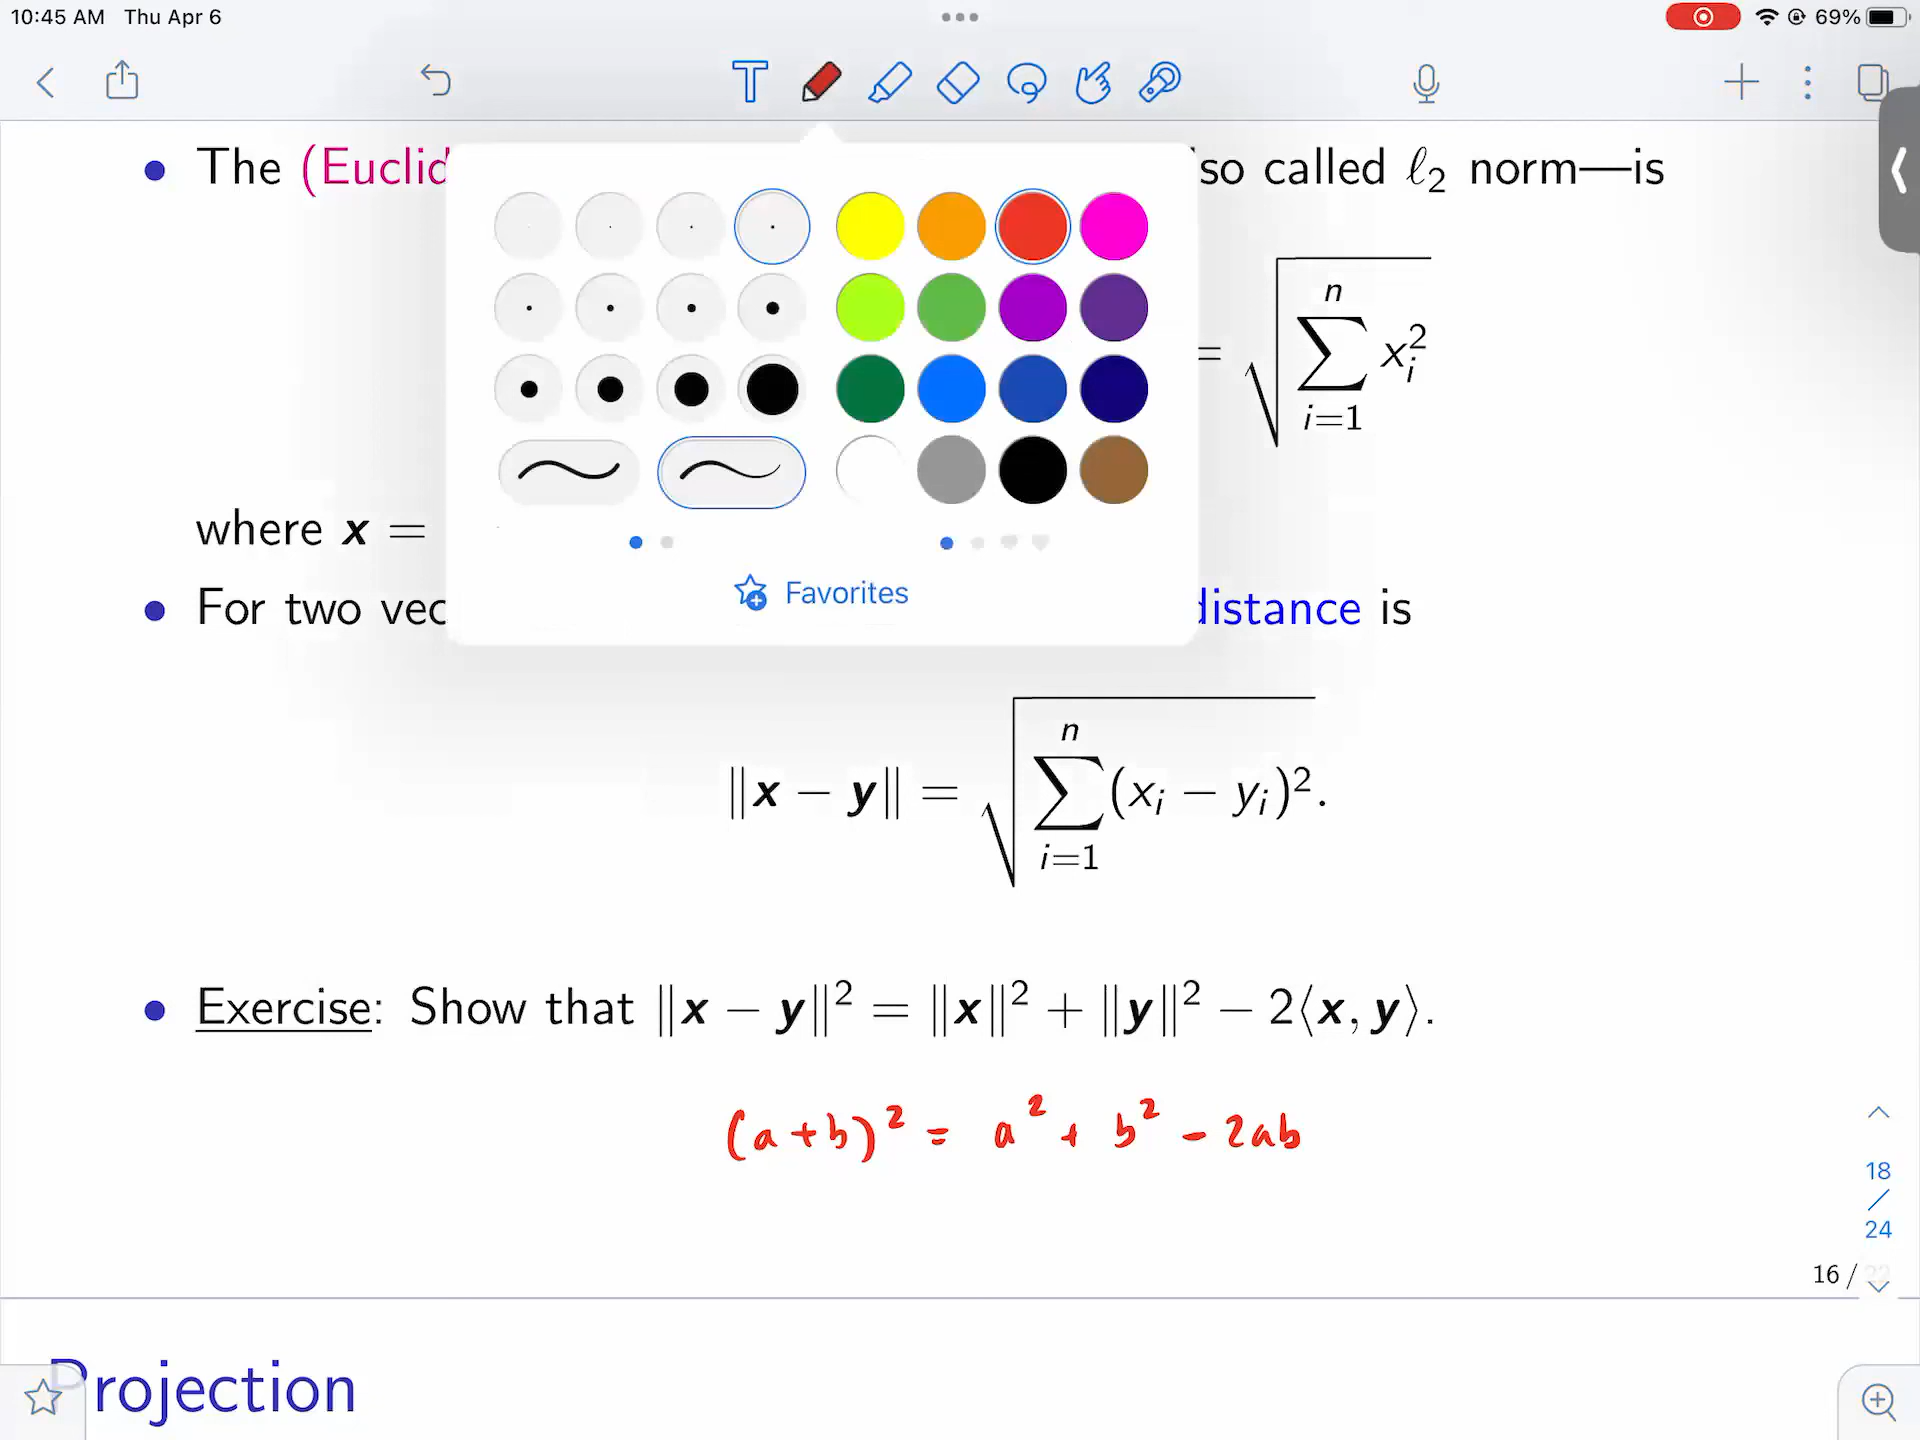 10:45 AM Thu Apr 6 69%
• The (Euclid so called ℓ₂ norm—is
= √ ∑ⁿᵢ₌₁ xᵢ²
where x =
• For two vec distance is
‖x − y‖ = √ ∑ⁿᵢ₌₁ (xᵢ − yᵢ)².
Favorites
• Exercise: Show that ‖x − y‖² = ‖x‖² + ‖y‖² − 2⟨x, y⟩.
(a+b)² = a² + b² - 2ab
18
/
24
16 /
Projection